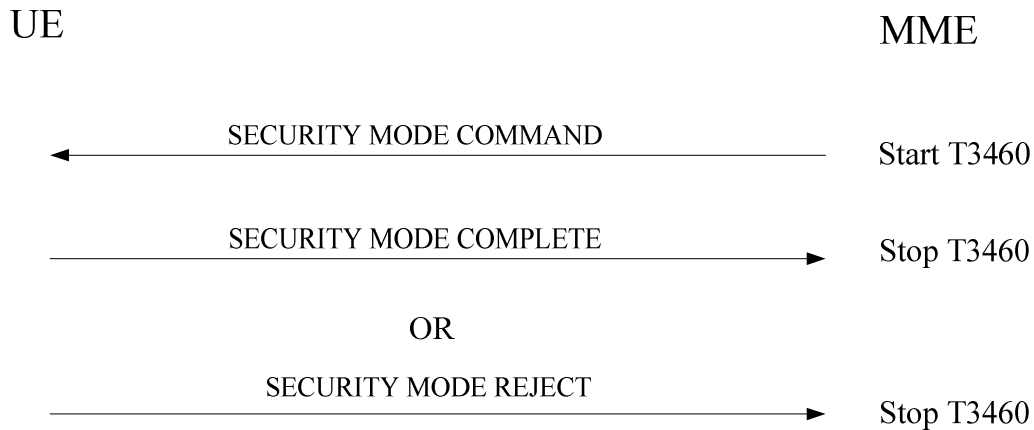 UE
MME
SECURITY MODE COMMAND
Start T3460
SECURITY MODE COMPLETE
Stop T3460
OR
SECURITY MODE REJECT
Stop T3460